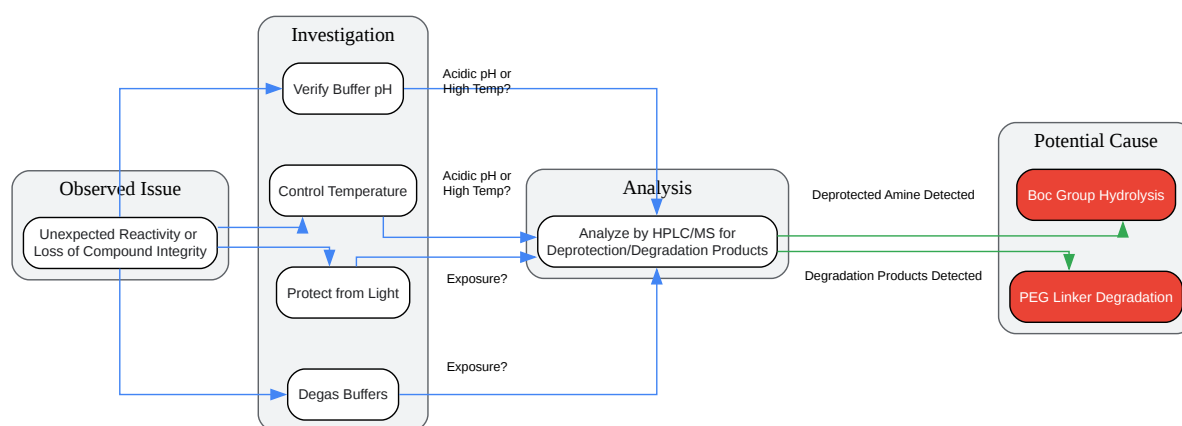 Investigation
Verify Buffer pH
Acidic pH or
High Temp?
Observed Issue
Unexpected Reactivity or
Loss of Compound Integrity
Control Temperature
Acidic pH or
High Temp?
Protect from Light
Exposure?
Degas Buffers
Exposure?
Analysis
Analyze by HPLC/MS for
Deprotection/Degradation Products
Deprotected Amine Detected
Degradation Products Detected
Potential Cause
Boc Group Hydrolysis
PEG Linker Degradation